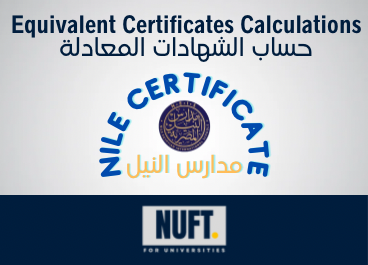 Equivalent Certificates Calculations
حساب الشهادات المعادلة
NILE CERTIFICATE
مدارس النيل
NUFT.
FOR UNIVERSITIES